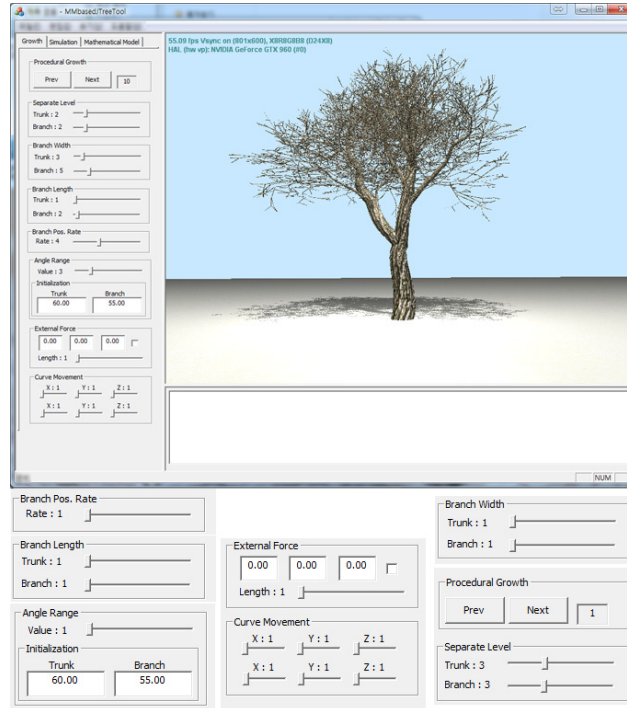 - MMbasedJTreeTool
Growth Simulation Mathematical Model
Procedural Growth
Prev Next 10
Separate Level
Trunk : 2
Branch : 2
Branch Width
Trunk : 3
Branch : 5
Branch Length
Trunk : 1
Branch : 2
Branch Pos. Rate
Rate : 4
Angle Range
Value : 3
Initialization
Trunk Branch
60.00 55.00
External Force
0.00 0.00 0.00
Length : 1
Curve Movement
X : 1 Y : 1 Z : 1
X : 1 Y : 1 Z : 1
55.09 fps Vsync on (801x600), X8R8G8B8 (D24X8)
HAL (hw vp): NVIDIA GeForce GTX 960 (#0)
NUM
Branch Pos. Rate
Rate : 1
Branch Length
Trunk : 1
Branch : 1
Angle Range
Value : 1
Initialization
Trunk Branch
60.00 55.00
External Force
0.00 0.00 0.00
Length : 1
Curve Movement
X : 1 Y : 1 Z : 1
X : 1 Y : 1 Z : 1
Branch Width
Trunk : 1
Branch : 1
Procedural Growth
Prev Next 1
Separate Level
Trunk : 3
Branch : 3